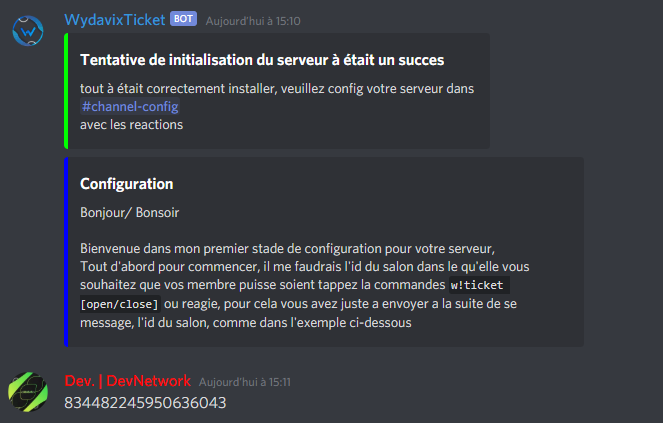 WydavixTicket BOT Aujourd'hui à 15:10
Tentative de initialisation du serveur à était un succes
tout à était correctement installer, veuillez config votre serveur dans
#channel-config
avec les reactions
Configuration
Bonjour/ Bonsoir
Bienvenue dans mon premier stade de configuration pour votre serveur,
Tout d'abord pour commencer, il me faudrais l'id du salon dans le qu'elle vous
souhaitez que vos membre puisse soient tappez la commandes w!ticket
[open/close] ou reagie, pour cela vous avez juste a envoyer a la suite de se
message, l'id du salon, comme dans l'exemple ci-dessous
Dev. | DevNetwork Aujourd'hui à 15:11
834482245950636043